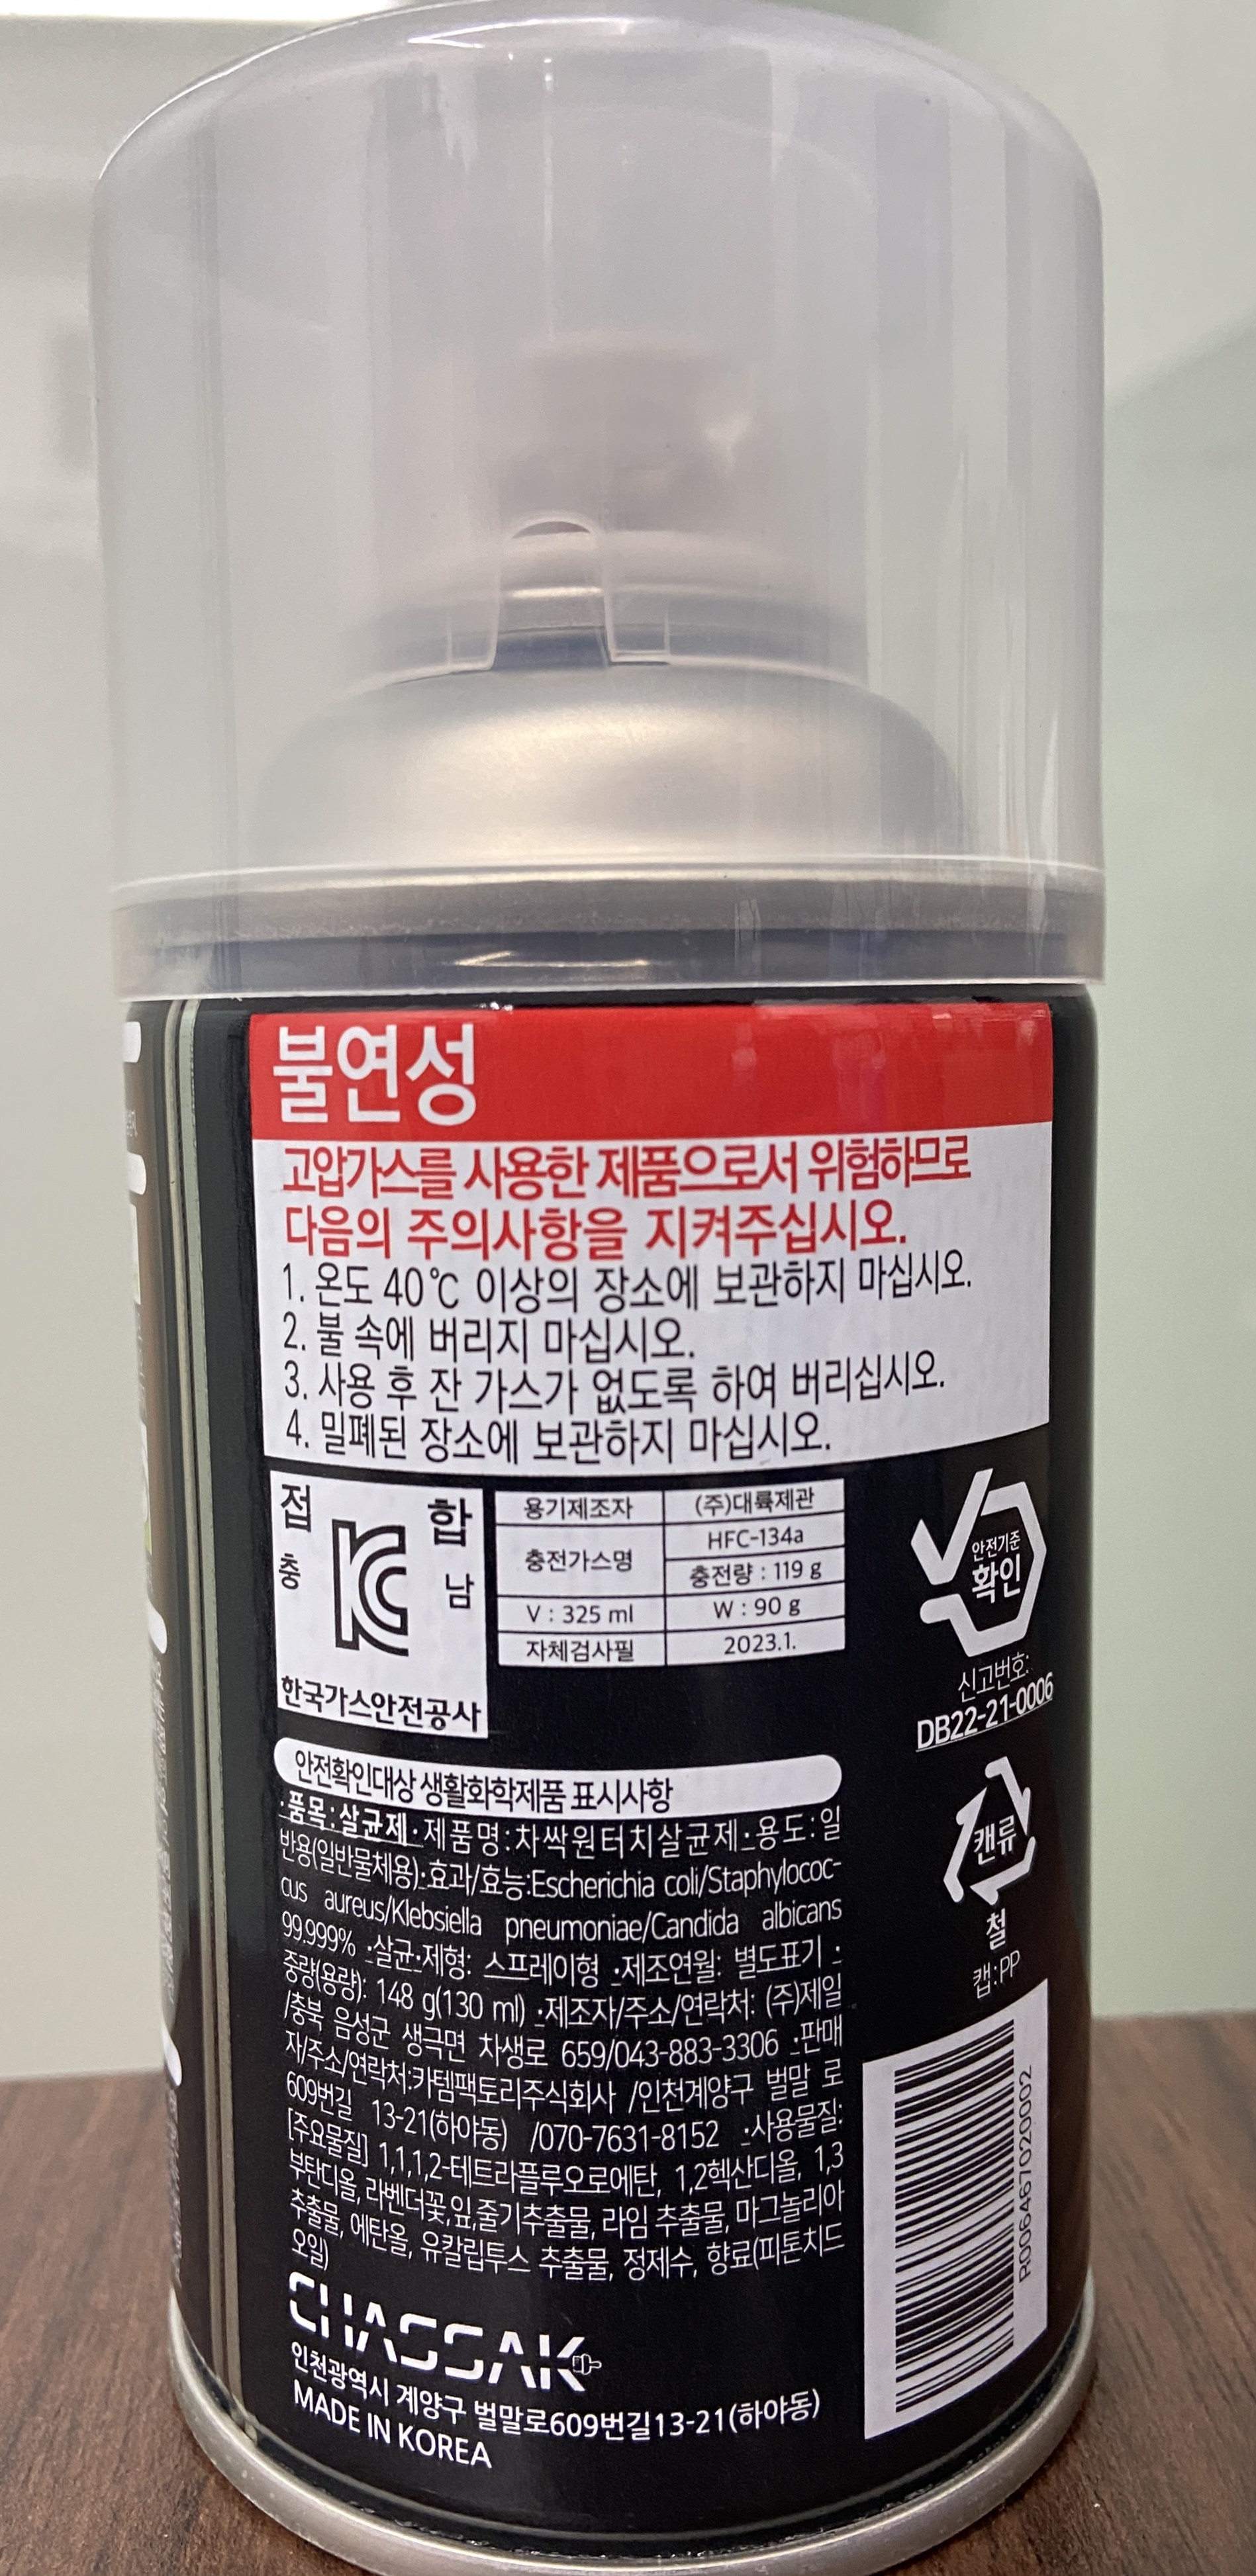 불연성
고압가스를 사용한 제품으로서 위험하므로
다음의 주의사항을 지켜주십시오.
1. 온도 40℃ 이상의 장소에 보관하지 마십시오.
2. 불 속에 버리지 마십시오.
3. 사용 후 잔 가스가 없도록 하여 버리십시오.
4. 밀폐된 장소에 보관하지 마십시오.
접 합
충 남
한국가스안전공사
용기제조자 (주)대륙제관
충전가스명 HFC-134a
충전량 : 119 g
V : 325 ml W : 90 g
자체검사필 2023.1.
안전기준
확인
신고번호:
DB22-21-0006
안전확인대상 생활화학제품 표시사항
·품목:살균제·제품명:차싹원터치살균제·용도:일
반용(일반물체용)·효과/효능:Escherichia coli/Staphylococ-
cus aureus/Klebsiella pneumoniae/Candida albicans
99.999% ·살균·제형: 스프레이형 ·제조연월: 별도표기 ·
중량(용량): 148 g(130 ml) ·제조자/주소/연락처: (주)제일
/충북 음성군 생극면 차생로 659/043-883-3306 ·판매
자/주소/연락처:카템팩토리주식회사 /인천계양구 벌말 로
609번길 13-21(하야동) /070-7631-8152 ·사용물질:
[주요물질] 1,1,1,2-테트라플루오로에탄, 1,2헥산디올, 1,3
부탄디올, 라벤더꽃,잎,줄기추출물, 라임 추출물, 마그놀리아
추출물, 에탄올, 유칼립투스 추출물, 정제수, 향료(피톤치드
오일)
캔류
철
캡:PP
R006467020002
CHASSAK
인천광역시 계양구 벌말로609번길13-21(하야동)
MADE IN KOREA